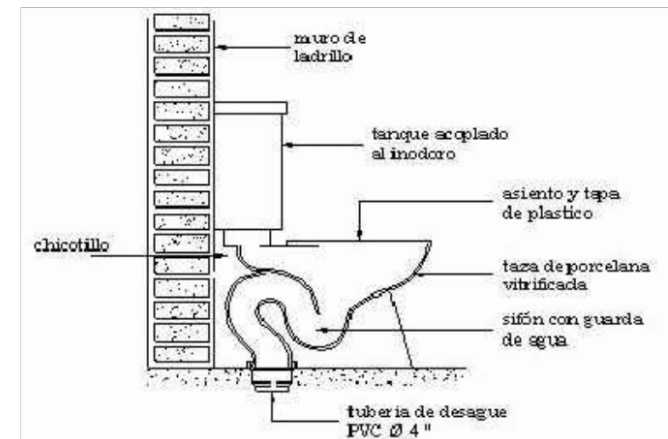 muro de
ladrillo
tanque acoplado
al inodoro
asiento y tapa
de plastico
chicotillo
taza de porcelana
vitrificada
sifón con guarda
de agua
tuberia de desague
PVC Ø 4"